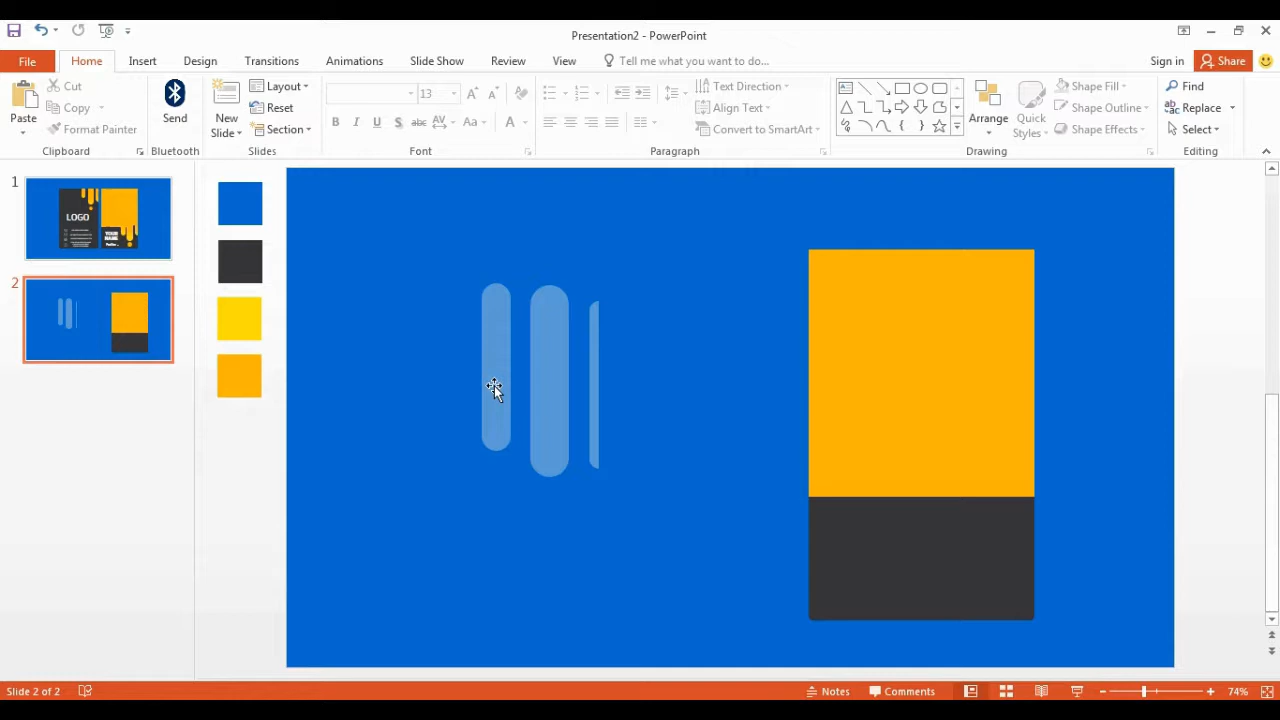 Presentation2 - PowerPoint
File Home Insert Design Transitions Animations Slide Show Review View Tell me what you want to do... Sign in Share
Paste
Cut
Copy
Format Painter
Clipboard
Send
Bluetooth
New
Slide
Layout
Reset
Section
Slides
13
B I U S abc AV Aa A
Font
Text Direction
Align Text
Convert to SmartArt
Paragraph
Arrange
Quick
Styles
Shape Fill
Shape Outline
Shape Effects
Drawing
Find
Replace
Select
Editing
1
LOGO
YOUR
NAME
2
Slide 2 of 2 Notes Comments 74%